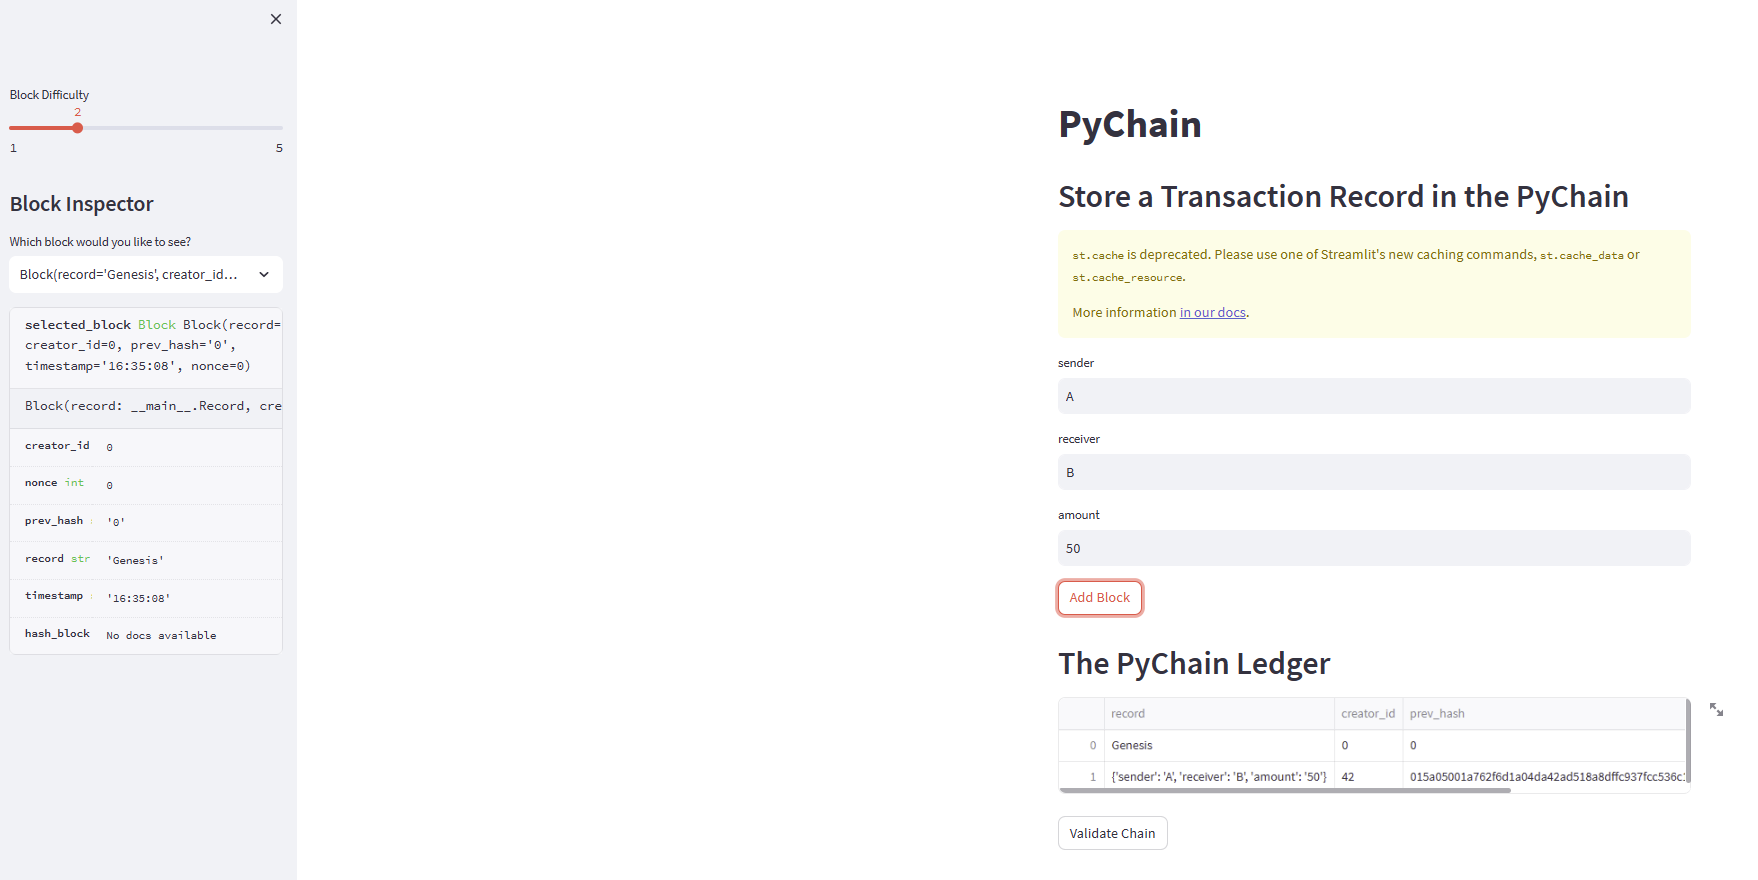 Block Difficulty
2
1 5
Block Inspector
Which block would you like to see?
Block(record='Genesis', creator_id...
selected_block Block Block(record=
creator_id=0, prev_hash='0',
timestamp='16:35:08', nonce=0)
Block(record: __main__.Record, cre
creator_id 0
nonce int 0
prev_hash '0'
record str 'Genesis'
timestamp '16:35:08'
hash_block No docs available
PyChain
Store a Transaction Record in the PyChain
st.cache is deprecated. Please use one of Streamlit's new caching commands, st.cache_data or
st.cache_resource.
More information in our docs.
sender
A
receiver
B
amount
50
Add Block
The PyChain Ledger
record creator_id prev_hash
0 Genesis 0 0
1 {'sender': 'A', 'receiver': 'B', 'amount': '50'} 42 015a05001a762f6d1a04da42ad518a8dffc937fcc536c
Validate Chain